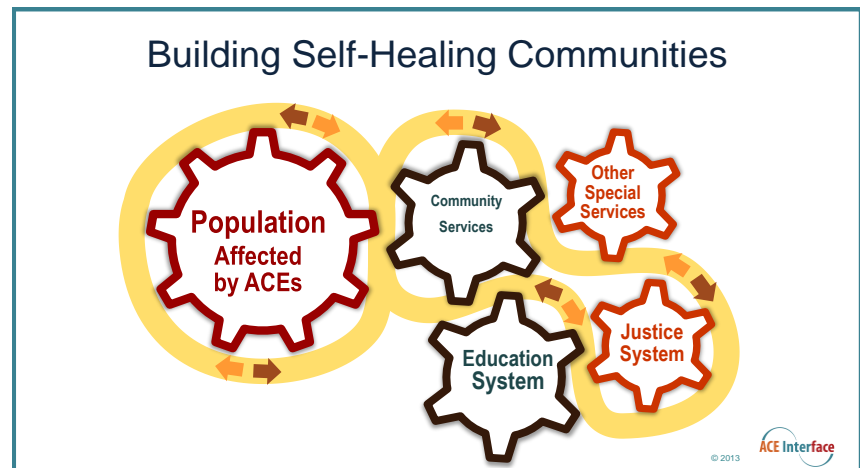 Building Self-Healing Communities
Population
Affected
by ACEs
Community
Services
Other
Special
Services
Education
System
Justice
System
© 2013
ACE Interface